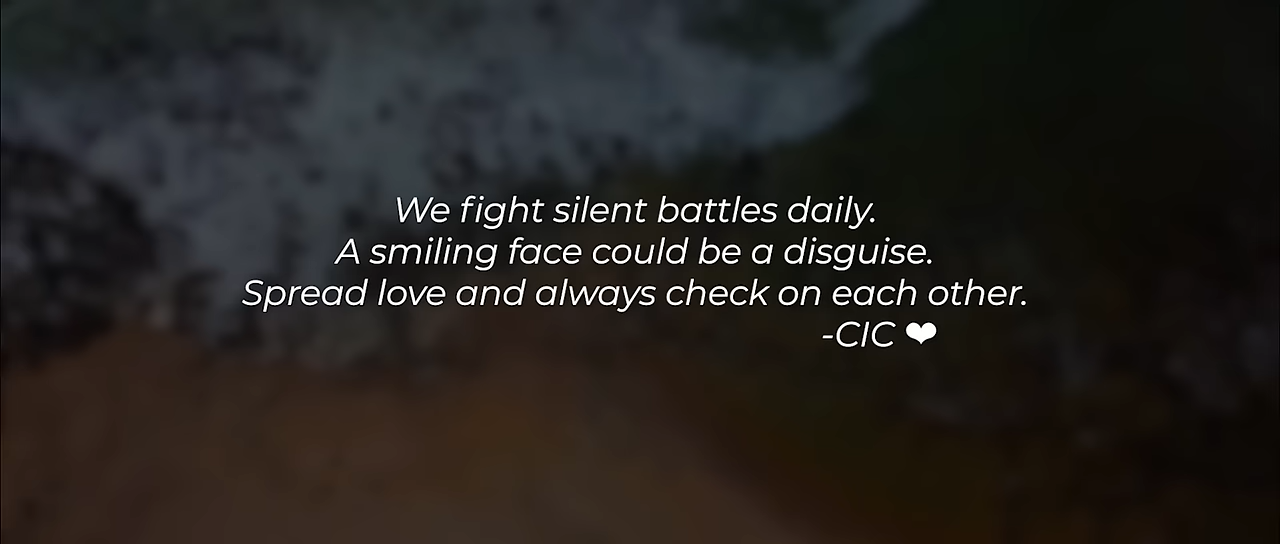 We fight silent battles daily.
A smiling face could be a disguise.
Spread love and always check on each other.
-CIC ❤